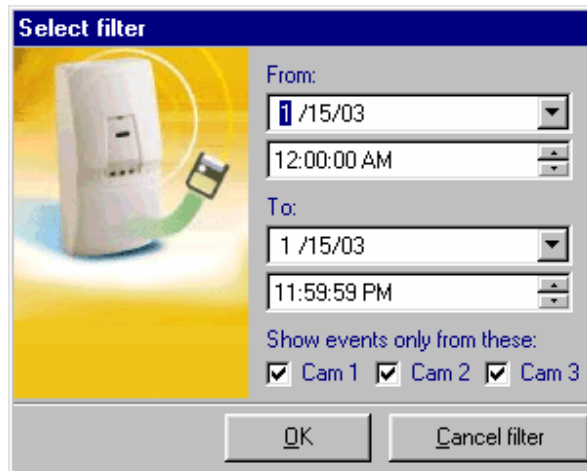 Select filter
From:
1 /15/03
12:00:00 AM
To:
1 /15/03
11:59:59 PM
Show events only from these:
Cam 1 Cam 2 Cam 3
OK Cancel filter